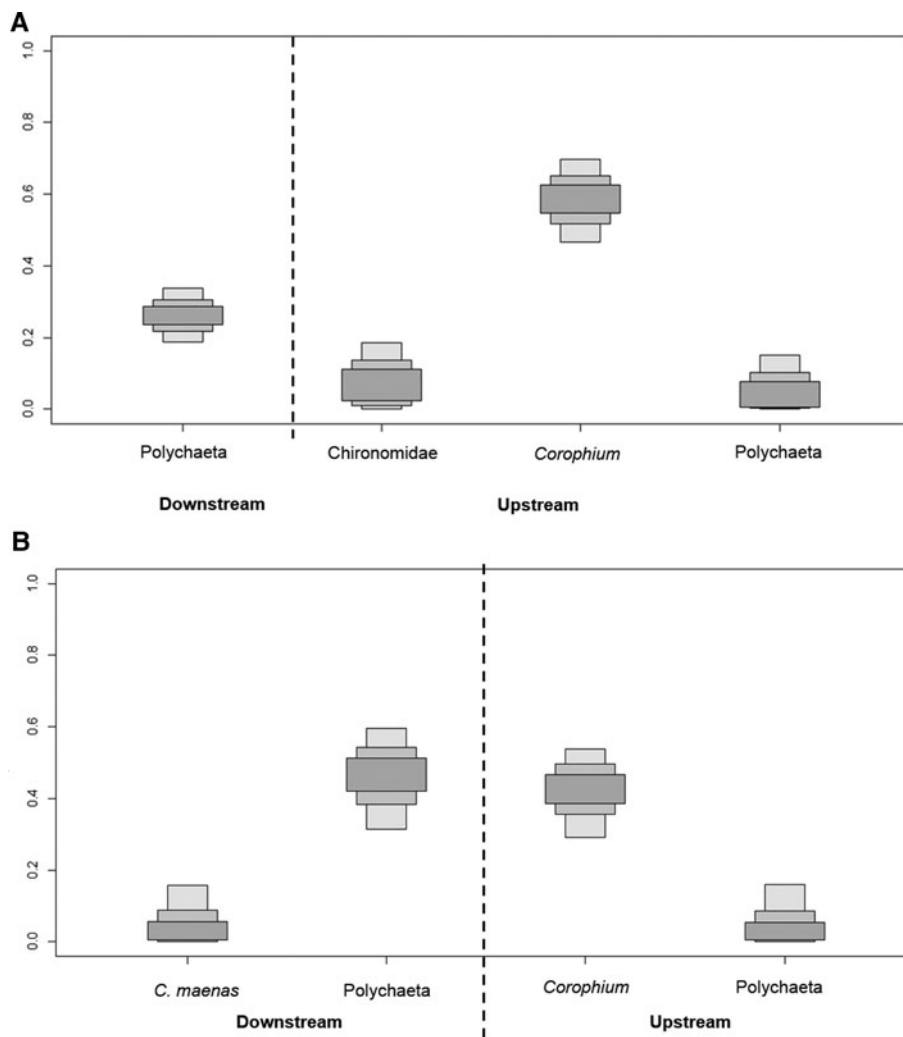 A
1.0
0.8
0.6
0.4
0.2
0.0
Polychaeta Chironomidae Corophium Polychaeta
Downstream Upstream
B
1.0
0.8
0.6
0.4
0.2
0.0
C. maenas Polychaeta Corophium Polychaeta
Downstream Upstream